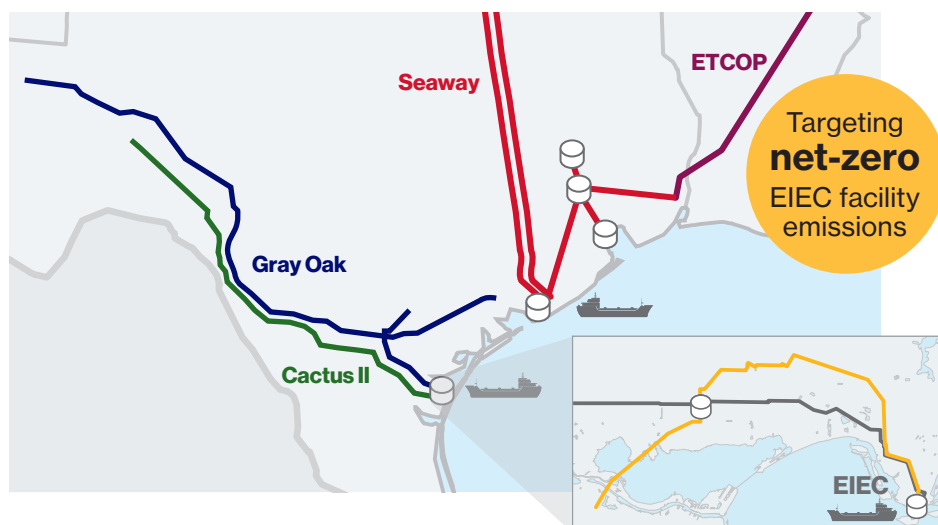 ETCOP
Seaway
Targeting
net-zero
EIEC facility
emissions
Gray Oak
Cactus II
EIEC